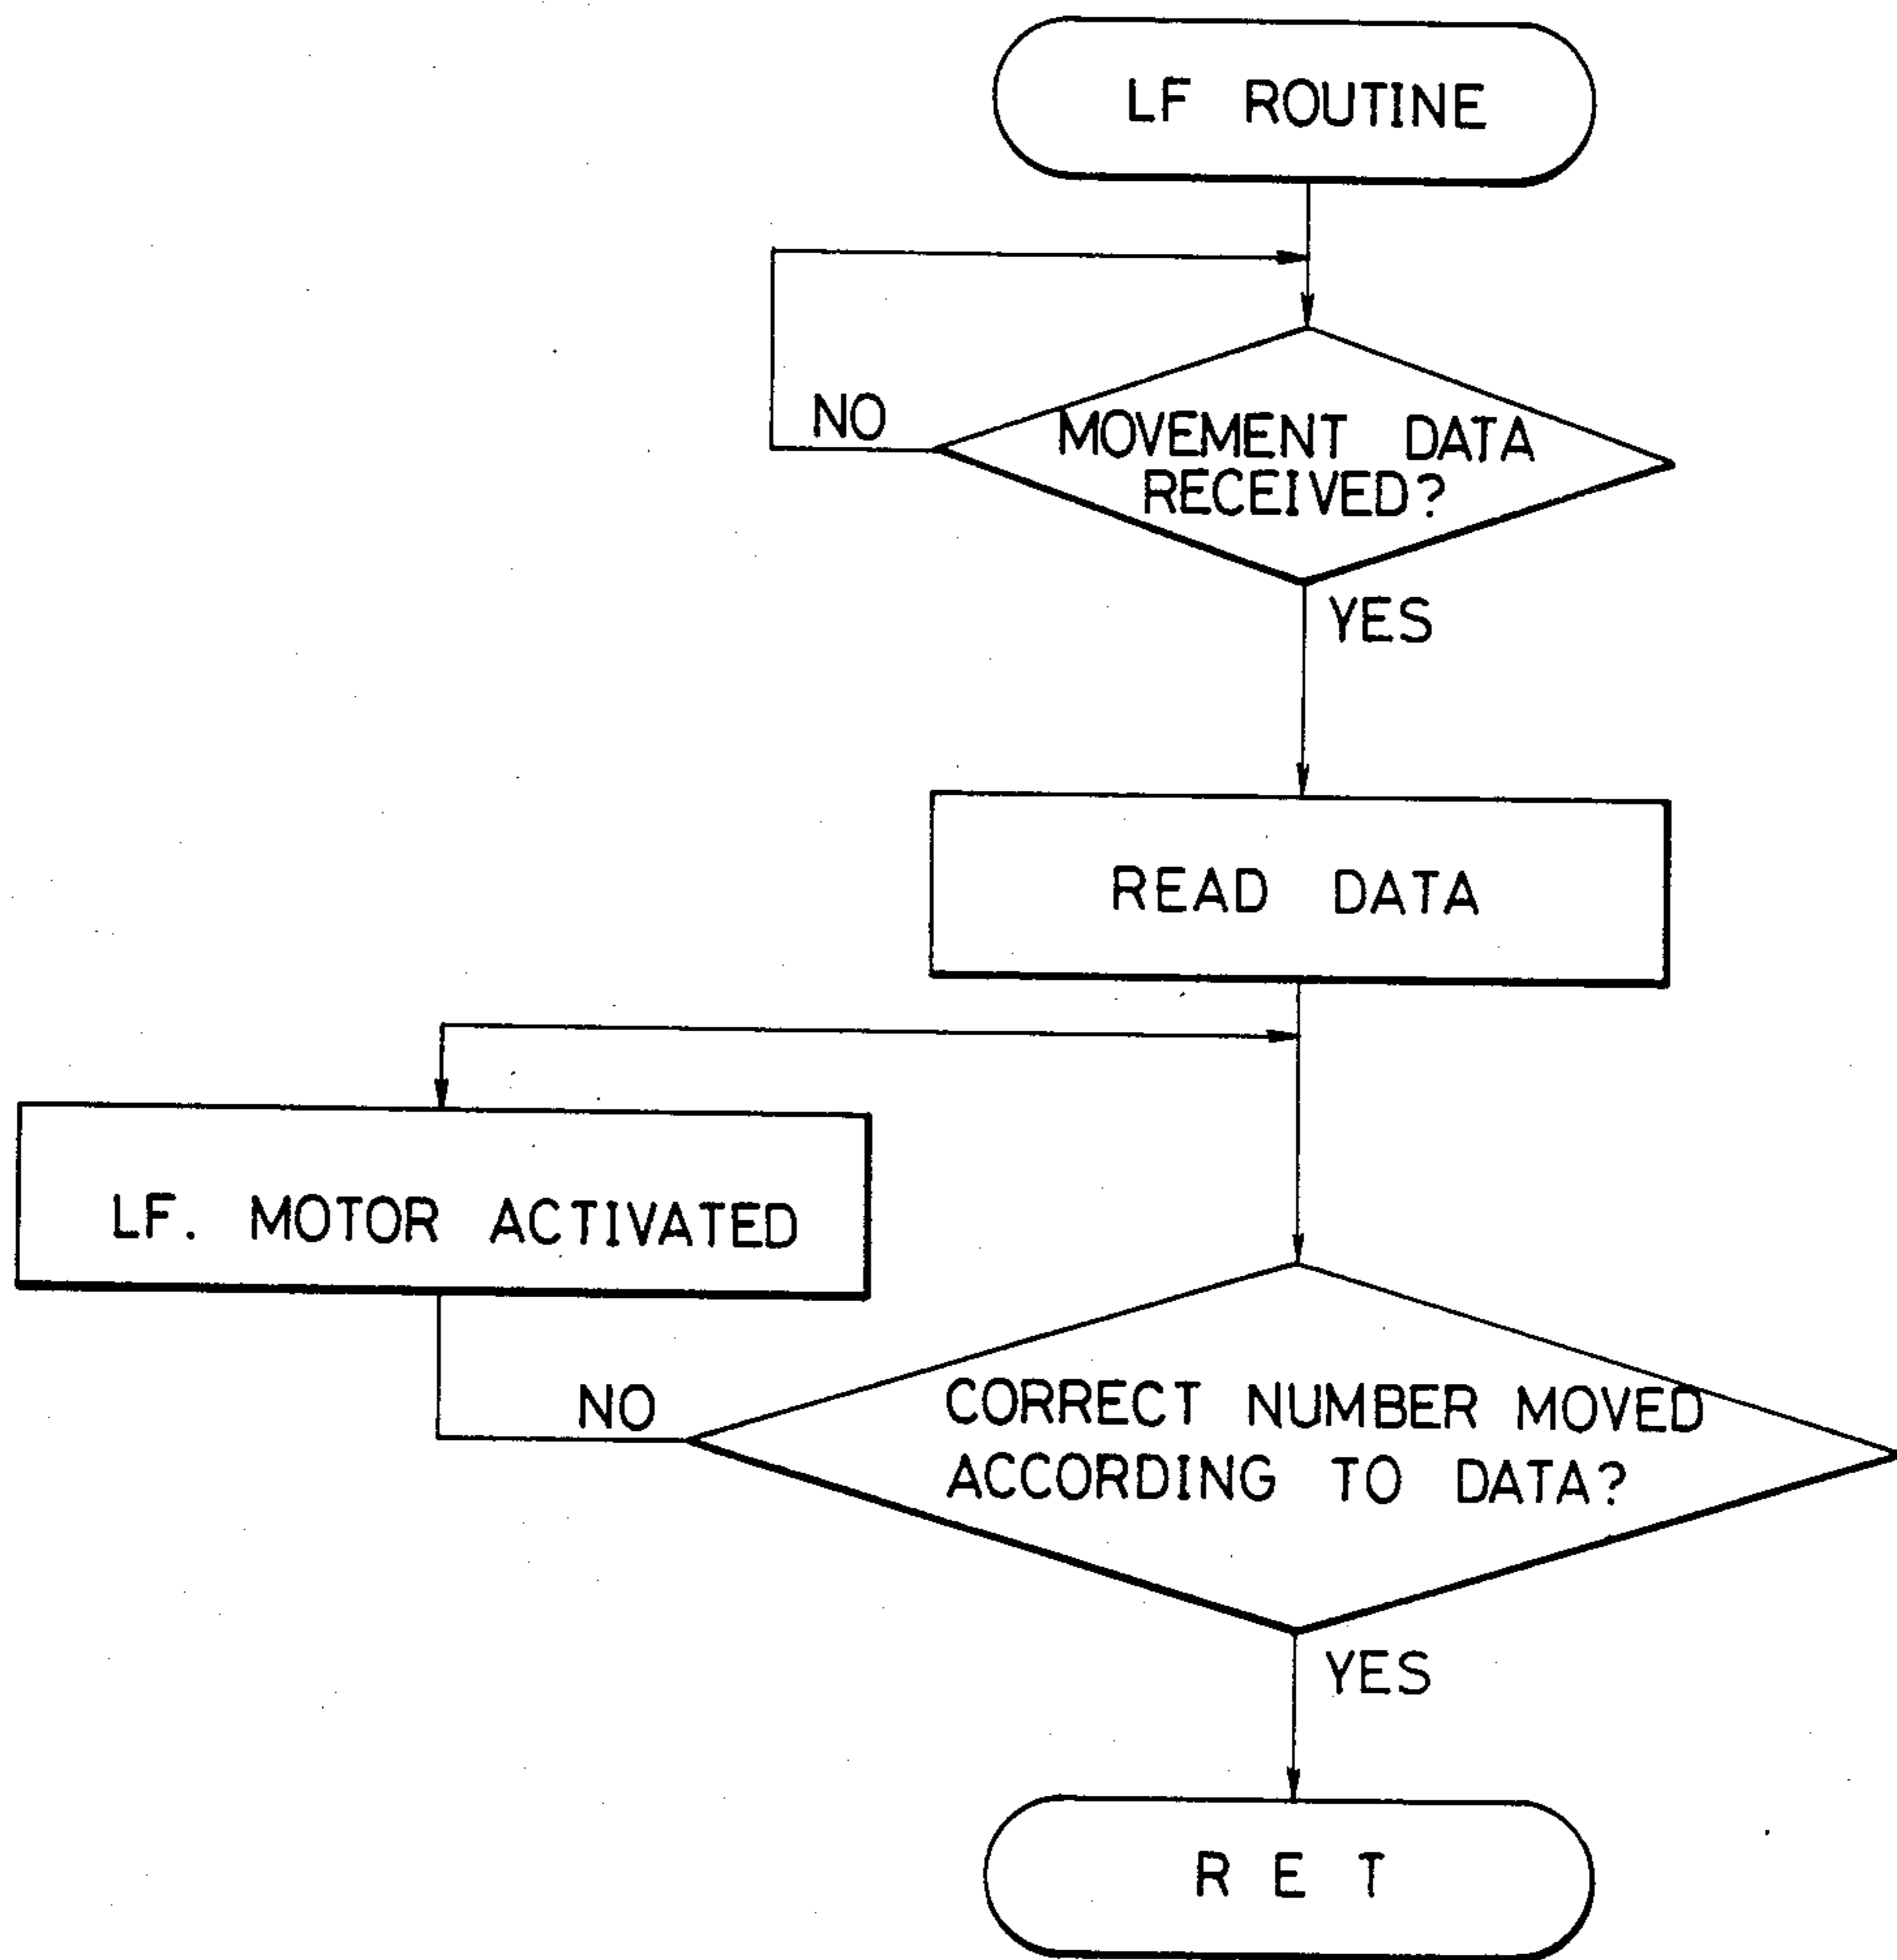 LF ROUTINE
NO
MOVEMENT DATA
RECEIVED?
YES
READ DATA
LF. MOTOR ACTIVATED
NO
CORRECT NUMBER MOVED
ACCORDING TO DATA?
YES
R E T